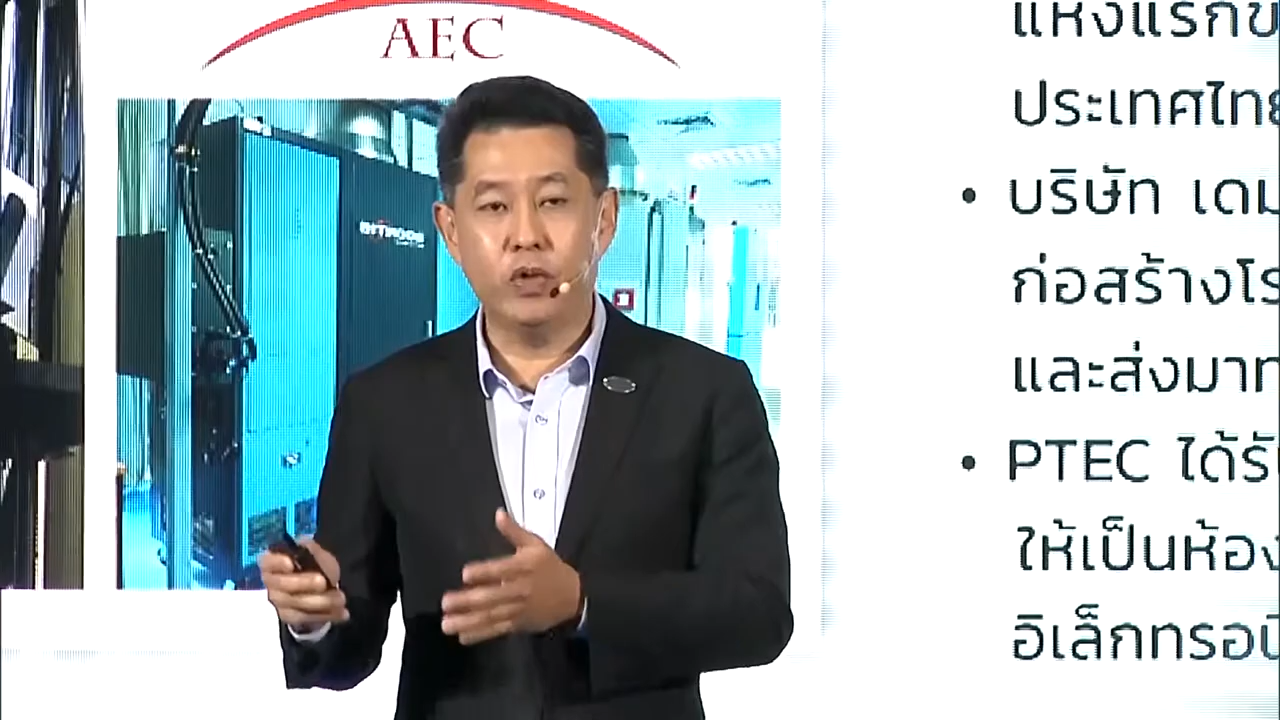 AEC
BITRODE
แห่งแรกข
ประเทศไทย
• บริษัท เด
ก่อสร้างโร
และส่งมา
• PTEC ได้รั
ให้เป็นห้อง
อิเล็กทรอนิ